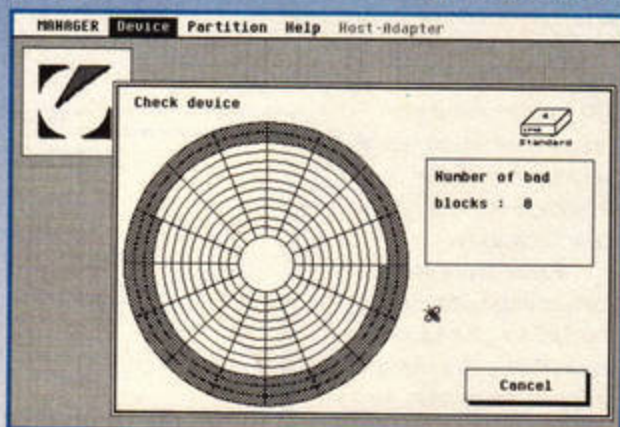 MANAGER Device Partition Help Host-Adapter
Check device
Standard
Number of bad
blocks : 0
Cancel